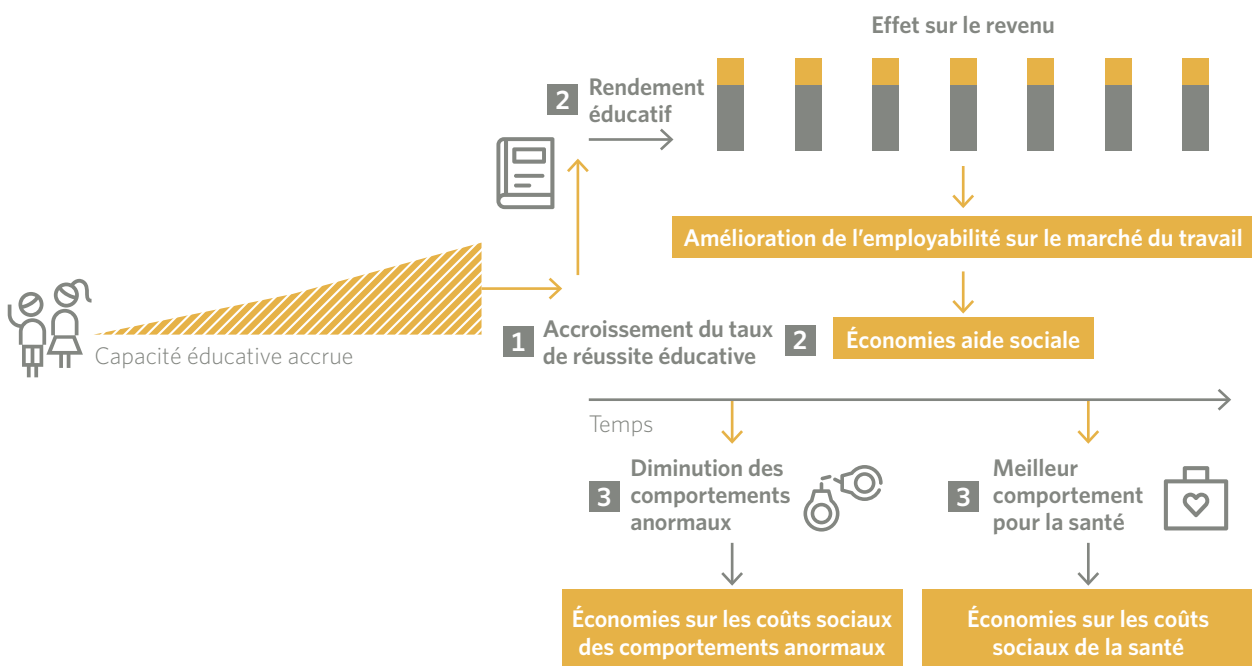 Effet sur le revenu
2 Rendement
éducatif
Amélioration de l'employabilité sur le marché du travail
Capacité éducative accrue
1 Accroissement du taux
de réussite éducative
2 Économies aide sociale
Temps
3 Diminution des
comportements
anormaux
3 Meilleur
comportement
pour la santé
Économies sur les coûts sociaux
des comportements anormaux
Économies sur les coûts
sociaux de la santé